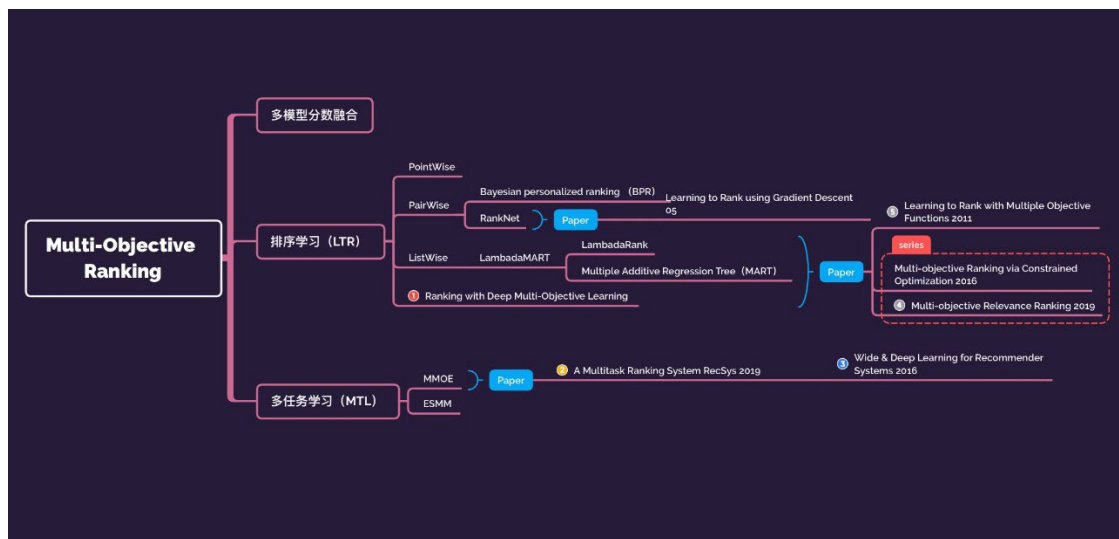 Multi-Objective
Ranking
多模型分数融合
排序学习（LTR）
PointWise
PairWise
Bayesian personalized ranking （BPR）
RankNet
Paper
Learning to Rank using Gradient Descent
05
ListWise
LambadaMART
LambadaRank
Multiple Additive Regression Tree（MART）
1 Ranking with Deep Multi-Objective Learning
Paper
5 Learning to Rank with Multiple Objective
Functions 2011
series
Multi-objective Ranking via Constrained
Optimization 2016
4 Multi-objective Relevance Ranking 2019
多任务学习（MTL）
MMOE
ESMM
Paper
2 A Multitask Ranking System RecSys 2019
3 Wide & Deep Learning for Recommender
Systems 2016